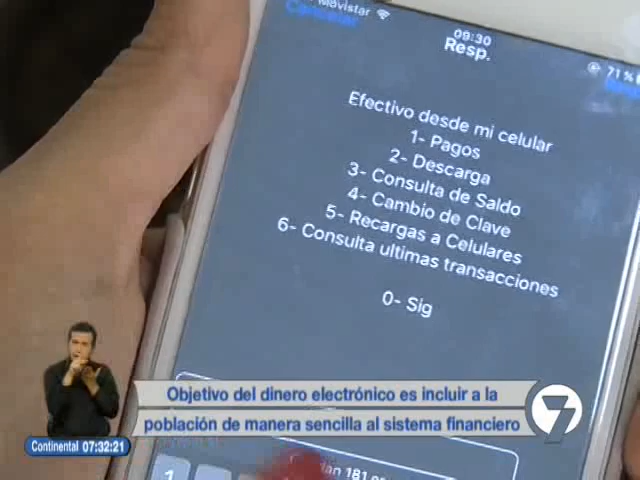 Movistar
09:30
71 %
Cancelar
Resp.
Efectivo desde mi celular
1- Pagos
2- Descarga
3- Consulta de Saldo
4- Cambio de Clave
5- Recargas a Celulares
6- Consulta ultimas transacciones
0- Sig
Objetivo del dinero electrónico es incluir a la
población de manera sencilla al sistema financiero
7
Continental 07:32:21
1